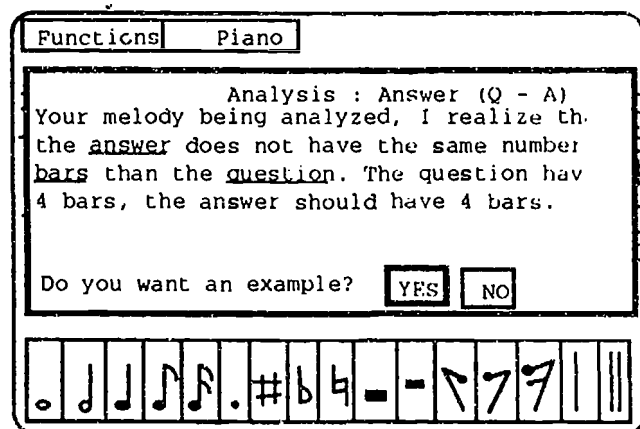 Functions Piano
Analysis : Answer (Q - A)
Your melody being analyzed, I realize
the answer does not have the same number
bars than the question. The question hav
4 bars, the answer should have 4 bars.
Do you want an example? YES NO